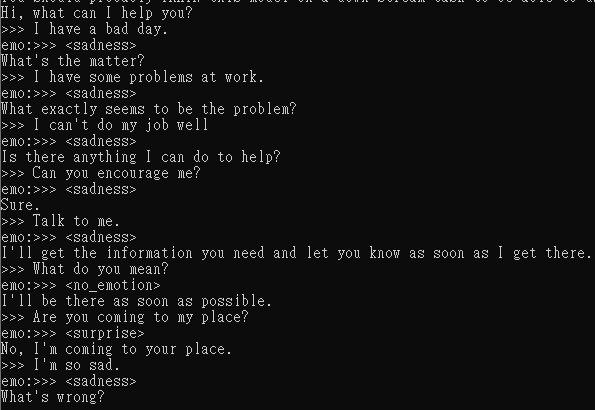 Hi, what can I help you?
>>> I have a bad day.
emo:>>> <sadness>
What's the matter?
>>> I have some problems at work.
emo:>>> <sadness>
What exactly seems to be the problem?
>>> I can't do my job well
emo:>>> <sadness>
Is there anything I can do to help?
>>> Can you encourage me?
emo:>>> <sadness>
Sure.
>>> Talk to me.
emo:>>> <sadness>
I'll get the information you need and let you know as soon as I get there.
>>> What do you mean?
emo:>>> <no_emotion>
I'll be there as soon as possible.
>>> Are you coming to my place?
emo:>>> <surprise>
No, I'm coming to your place.
>>> I'm so sad.
emo:>>> <sadness>
What's wrong?